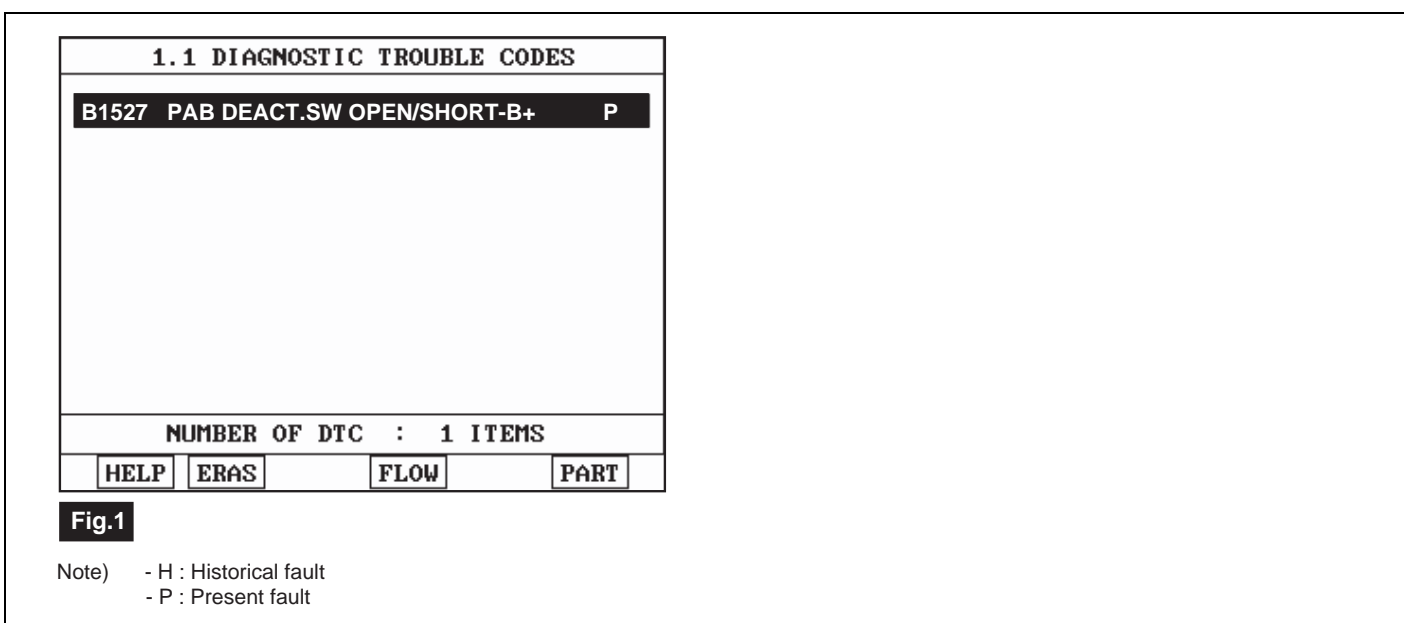 1.1 DIAGNOSTIC TROUBLE CODES
B1527 PAB DEACT.SW OPEN/SHORT-B+ P
NUMBER OF DTC : 1 ITEMS
HELP ERAS FLOW PART
Fig.1
Note) - H : Historical fault
- P : Present fault